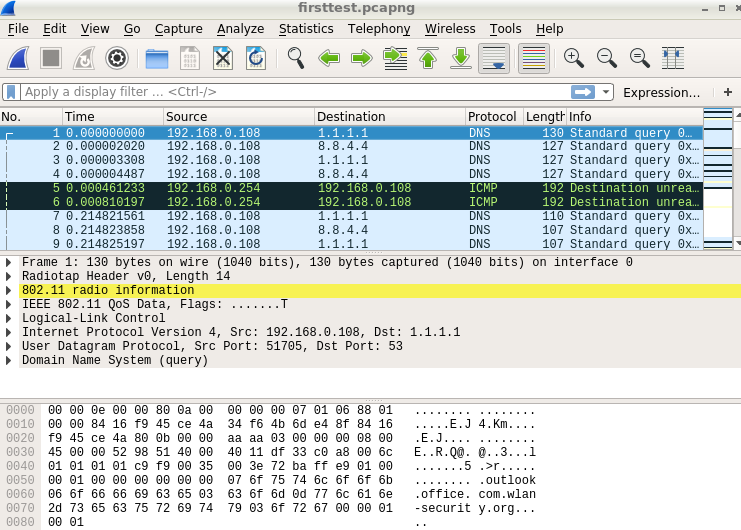 firsttest.pcapng
File Edit View Go Capture Analyze Statistics Telephony Wireless Tools Help
Apply a display filter ... <Ctrl-/> Expression... +
No. Time Source Destination Protocol Length Info
1 0.000000000 192.168.0.108 1.1.1.1 DNS 130 Standard query 0…
2 0.000002020 192.168.0.108 8.8.4.4 DNS 127 Standard query 0x…
3 0.000003308 192.168.0.108 1.1.1.1 DNS 127 Standard query 0x…
4 0.000004487 192.168.0.108 8.8.4.4 DNS 127 Standard query 0x…
5 0.000461233 192.168.0.254 192.168.0.108 ICMP 192 Destination unrea…
6 0.000810197 192.168.0.254 192.168.0.108 ICMP 192 Destination unrea…
7 0.214821561 192.168.0.108 1.1.1.1 DNS 110 Standard query 0x…
8 0.214823858 192.168.0.108 8.8.4.4 DNS 107 Standard query 0x…
9 0.214825197 192.168.0.108 1.1.1.1 DNS 107 Standard query 0x…
Frame 1: 130 bytes on wire (1040 bits), 130 bytes captured (1040 bits) on interface 0
Radiotap Header v0, Length 14
802.11 radio information
IEEE 802.11 QoS Data, Flags: .......T
Logical-Link Control
Internet Protocol Version 4, Src: 192.168.0.108, Dst: 1.1.1.1
User Datagram Protocol, Src Port: 51705, Dst Port: 53
Domain Name System (query)
0000 00 00 0e 00 00 80 0a 00 00 00 00 07 01 06 88 01 ........ ........
0010 00 00 84 16 f9 45 ce 4a 34 f6 4b 6d e4 8f 84 16 .....E.J 4.Km....
0020 f9 45 ce 4a 80 0b 00 00 aa aa 03 00 00 00 08 00 .E.J.... ........
0030 45 00 00 52 98 51 40 00 40 11 df 33 c0 a8 00 6c E..R.Q@. @..3...l
0040 01 01 01 01 c9 f9 00 35 00 3e 72 ba ff e9 01 00 .......5 .>r.....
0050 00 01 00 00 00 00 00 00 07 6f 75 74 6c 6f 6f 6b ........ .outlook
0060 06 6f 66 66 69 63 65 03 63 6f 6d 0d 77 6c 61 6e .office. com.wlan
0070 2d 73 65 63 75 72 69 74 79 03 6f 72 67 00 00 01 -securit y.org...
0080 00 01 ..